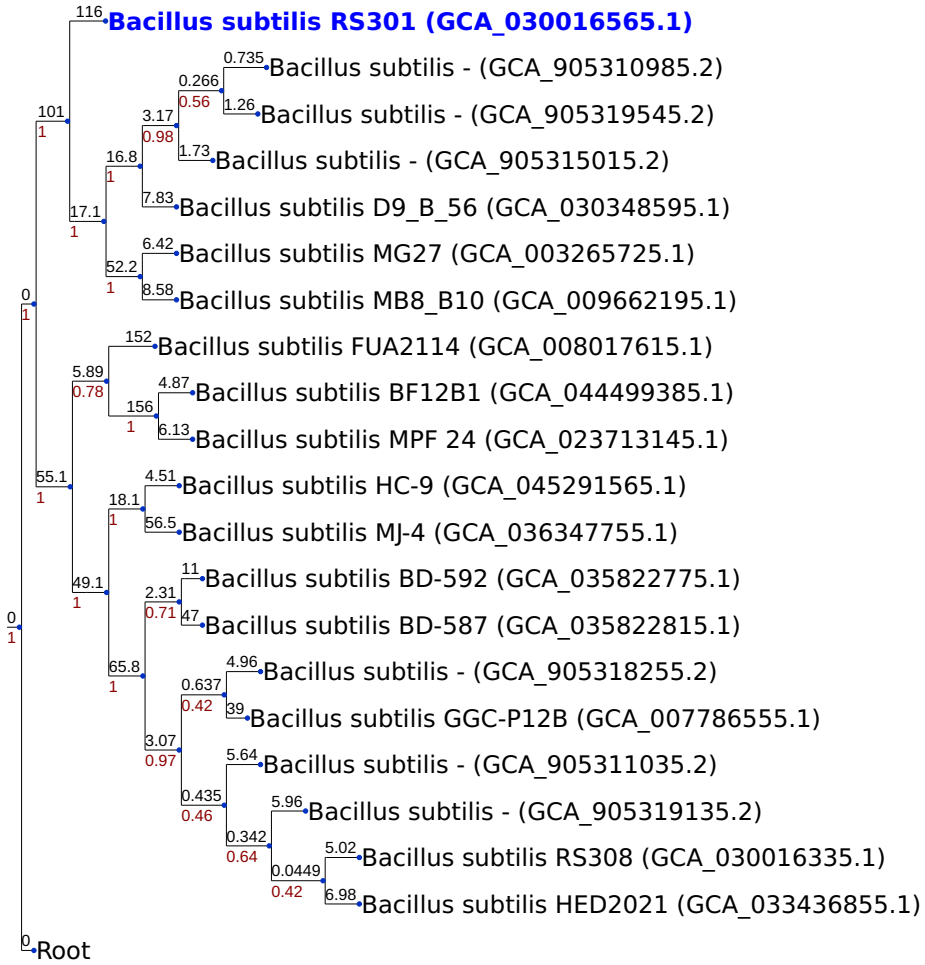 116
Bacillus subtilis RS301 (GCA_030016565.1)
0.735
Bacillus subtilis - (GCA_905310985.2)
0.266
0.56
1.26
Bacillus subtilis - (GCA_905319545.2)
101
1
3.17
0.98
1.73
Bacillus subtilis - (GCA_905315015.2)
16.8
1
7.83
Bacillus subtilis D9_B_56 (GCA_030348595.1)
17.1
1
6.42
Bacillus subtilis MG27 (GCA_003265725.1)
52.2
1
8.58
Bacillus subtilis MB8_B10 (GCA_009662195.1)
0
1
152
Bacillus subtilis FUA2114 (GCA_008017615.1)
5.89
0.78
4.87
Bacillus subtilis BF12B1 (GCA_044499385.1)
156
1
6.13
Bacillus subtilis MPF 24 (GCA_023713145.1)
55.1
1
4.51
Bacillus subtilis HC-9 (GCA_045291565.1)
18.1
1
56.5
Bacillus subtilis MJ-4 (GCA_036347755.1)
49.1
1
11
Bacillus subtilis BD-592 (GCA_035822775.1)
2.31
0.71
47
Bacillus subtilis BD-587 (GCA_035822815.1)
0
1
65.8
1
4.96
Bacillus subtilis - (GCA_905318255.2)
0.637
0.42
39
Bacillus subtilis GGC-P12B (GCA_007786555.1)
3.07
0.97
5.64
Bacillus subtilis - (GCA_905311035.2)
0.435
0.46
5.96
Bacillus subtilis - (GCA_905319135.2)
0.342
0.64
5.02
Bacillus subtilis RS308 (GCA_030016335.1)
0.0449
0.42
6.98
Bacillus subtilis HED2021 (GCA_033436855.1)
0
Root